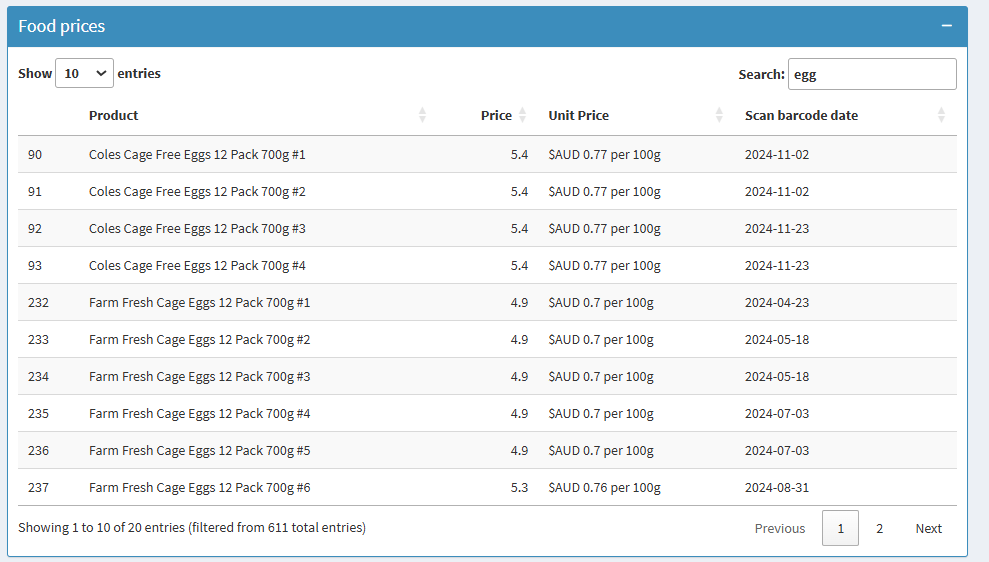 Food prices
Show 10 entries
Search: egg
Product Price Unit Price Scan barcode date
90 Coles Cage Free Eggs 12 Pack 700g #1 5.4 $AUD 0.77 per 100g 2024-11-02
91 Coles Cage Free Eggs 12 Pack 700g #2 5.4 $AUD 0.77 per 100g 2024-11-02
92 Coles Cage Free Eggs 12 Pack 700g #3 5.4 $AUD 0.77 per 100g 2024-11-23
93 Coles Cage Free Eggs 12 Pack 700g #4 5.4 $AUD 0.77 per 100g 2024-11-23
232 Farm Fresh Cage Eggs 12 Pack 700g #1 4.9 $AUD 0.7 per 100g 2024-04-23
233 Farm Fresh Cage Eggs 12 Pack 700g #2 4.9 $AUD 0.7 per 100g 2024-05-18
234 Farm Fresh Cage Eggs 12 Pack 700g #3 4.9 $AUD 0.7 per 100g 2024-05-18
235 Farm Fresh Cage Eggs 12 Pack 700g #4 4.9 $AUD 0.7 per 100g 2024-07-03
236 Farm Fresh Cage Eggs 12 Pack 700g #5 4.9 $AUD 0.7 per 100g 2024-07-03
237 Farm Fresh Cage Eggs 12 Pack 700g #6 5.3 $AUD 0.76 per 100g 2024-08-31
Showing 1 to 10 of 20 entries (filtered from 611 total entries)
Previous 1 2 Next